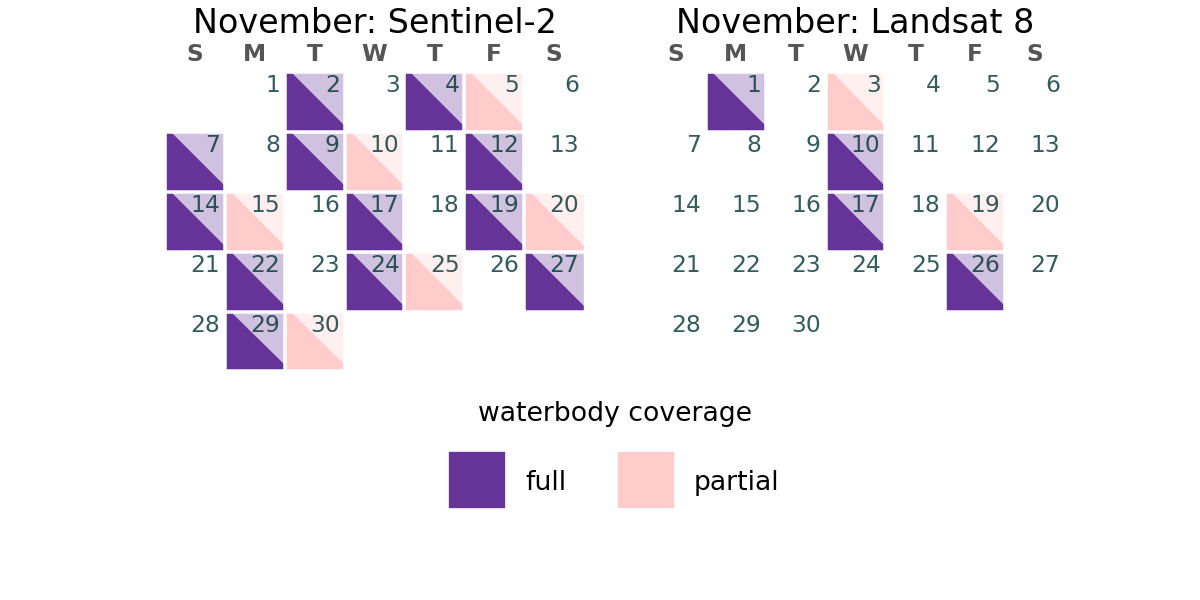 November: Sentinel-2
S M T W T F S
1 2 3 4 5 6
7 8 9 10 11 12 13
14 15 16 17 18 19 20
21 22 23 24 25 26 27
28 29 30
November: Landsat 8
S M T W T F S
1 2 3 4 5 6
7 8 9 10 11 12 13
14 15 16 17 18 19 20
21 22 23 24 25 26 27
28 29 30
waterbody coverage
full partial